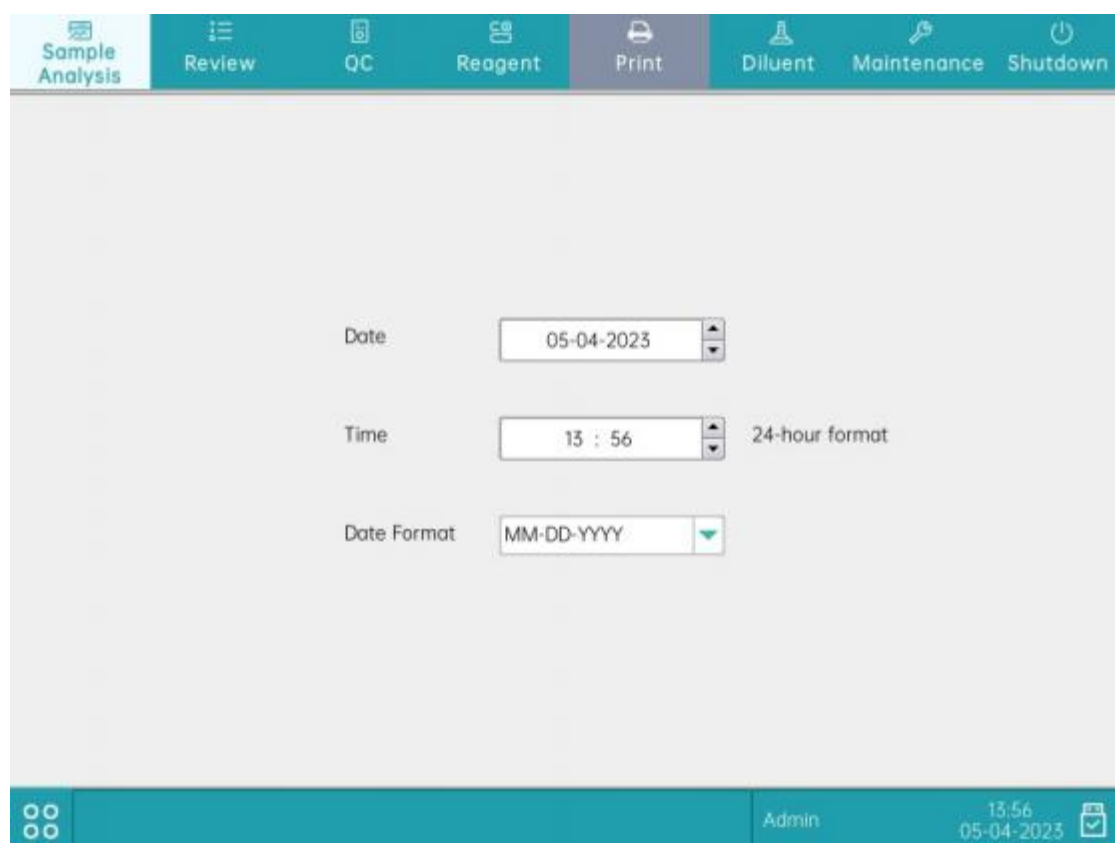 Sample
Analysis
Review
QC
Reagent
Print
Diluent
Maintenance
Shutdown
Date
05-04-2023
Time
13 : 56
24-hour format
Date Format
MM-DD-YYYY
Admin
13:56
05-04-2023